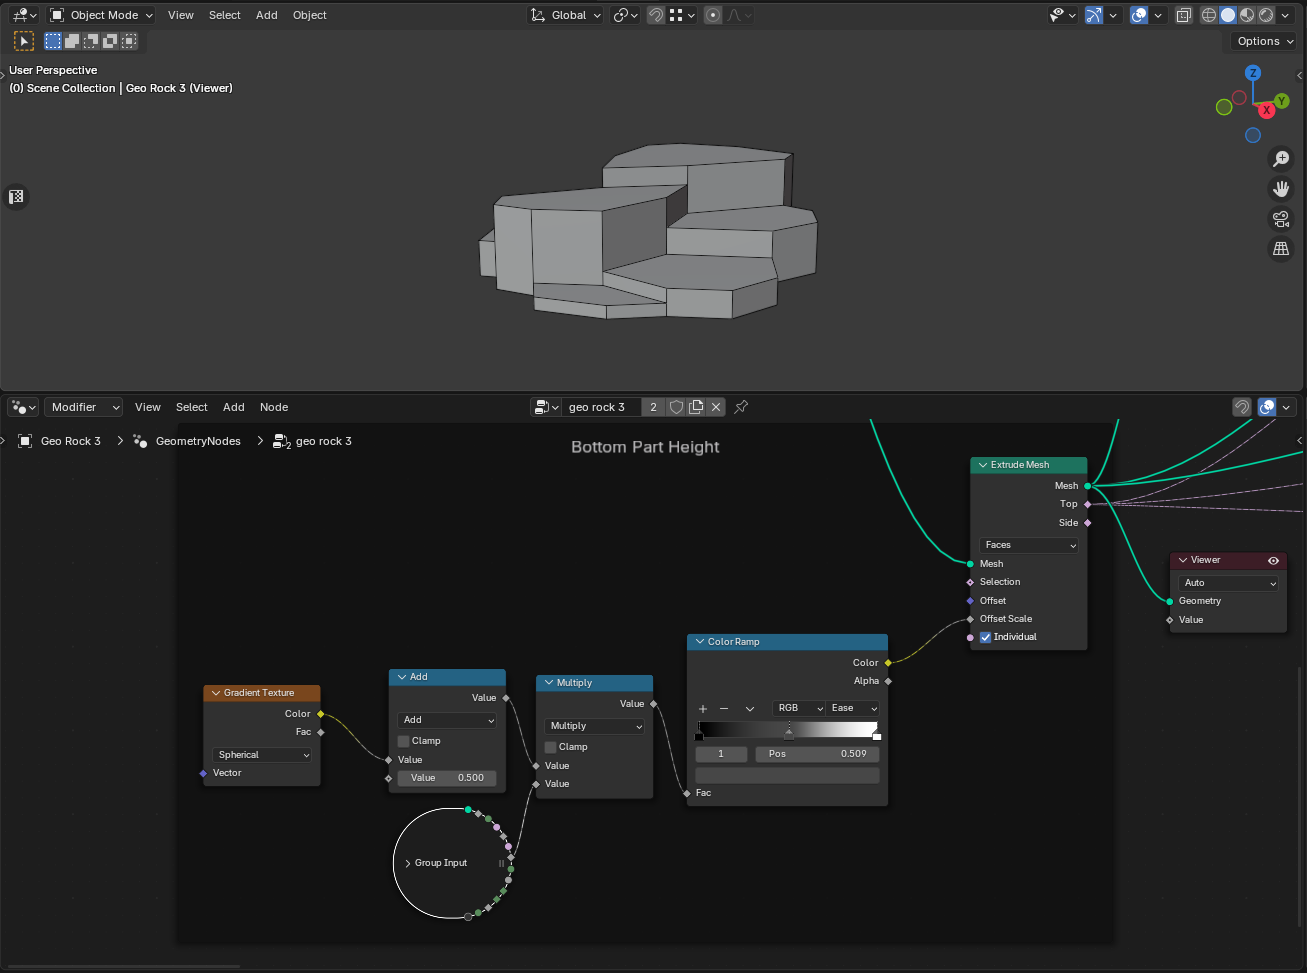 Object Mode
View
Select
Add
Object
Global
Options
User Perspective
(0) Scene Collection | Geo Rock 3 (Viewer)
Z
Y
X
Modifier
View
Select
Add
Node
geo rock 3
2
Geo Rock 3
GeometryNodes
2
geo rock 3
Bottom Part Height
Extrude Mesh
Mesh
Top
Side
Faces
Mesh
Selection
Offset
Offset Scale
Individual
Viewer
Auto
Geometry
Value
Color Ramp
Color
Alpha
RGB
Ease
1
Pos 0.509
Fac
Gradient Texture
Color
Fac
Spherical
Vector
Add
Value
Add
Clamp
Value
Value 0.500
Multiply
Value
Multiply
Clamp
Value
Value
Group Input